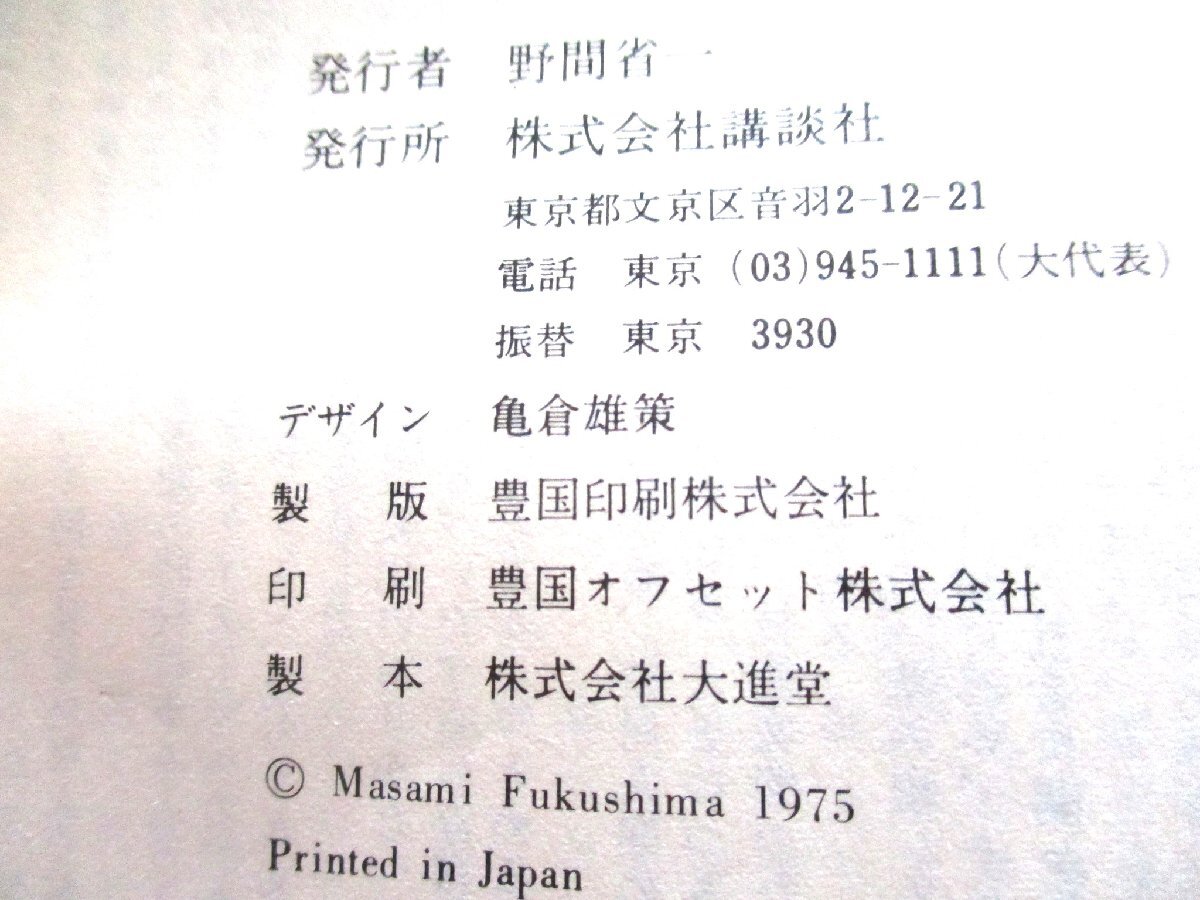 発行者 野間省一
発行所 株式会社講談社
東京都文京区音羽2-12-21
電話 東京 (03)945-1111(大代表)
振替 東京 3930
デザイン 亀倉雄策
製版 豊国印刷株式会社
印刷 豊国オフセット株式会社
製本 株式会社大進堂
© Masami Fukushima 1975
Printed in Japan